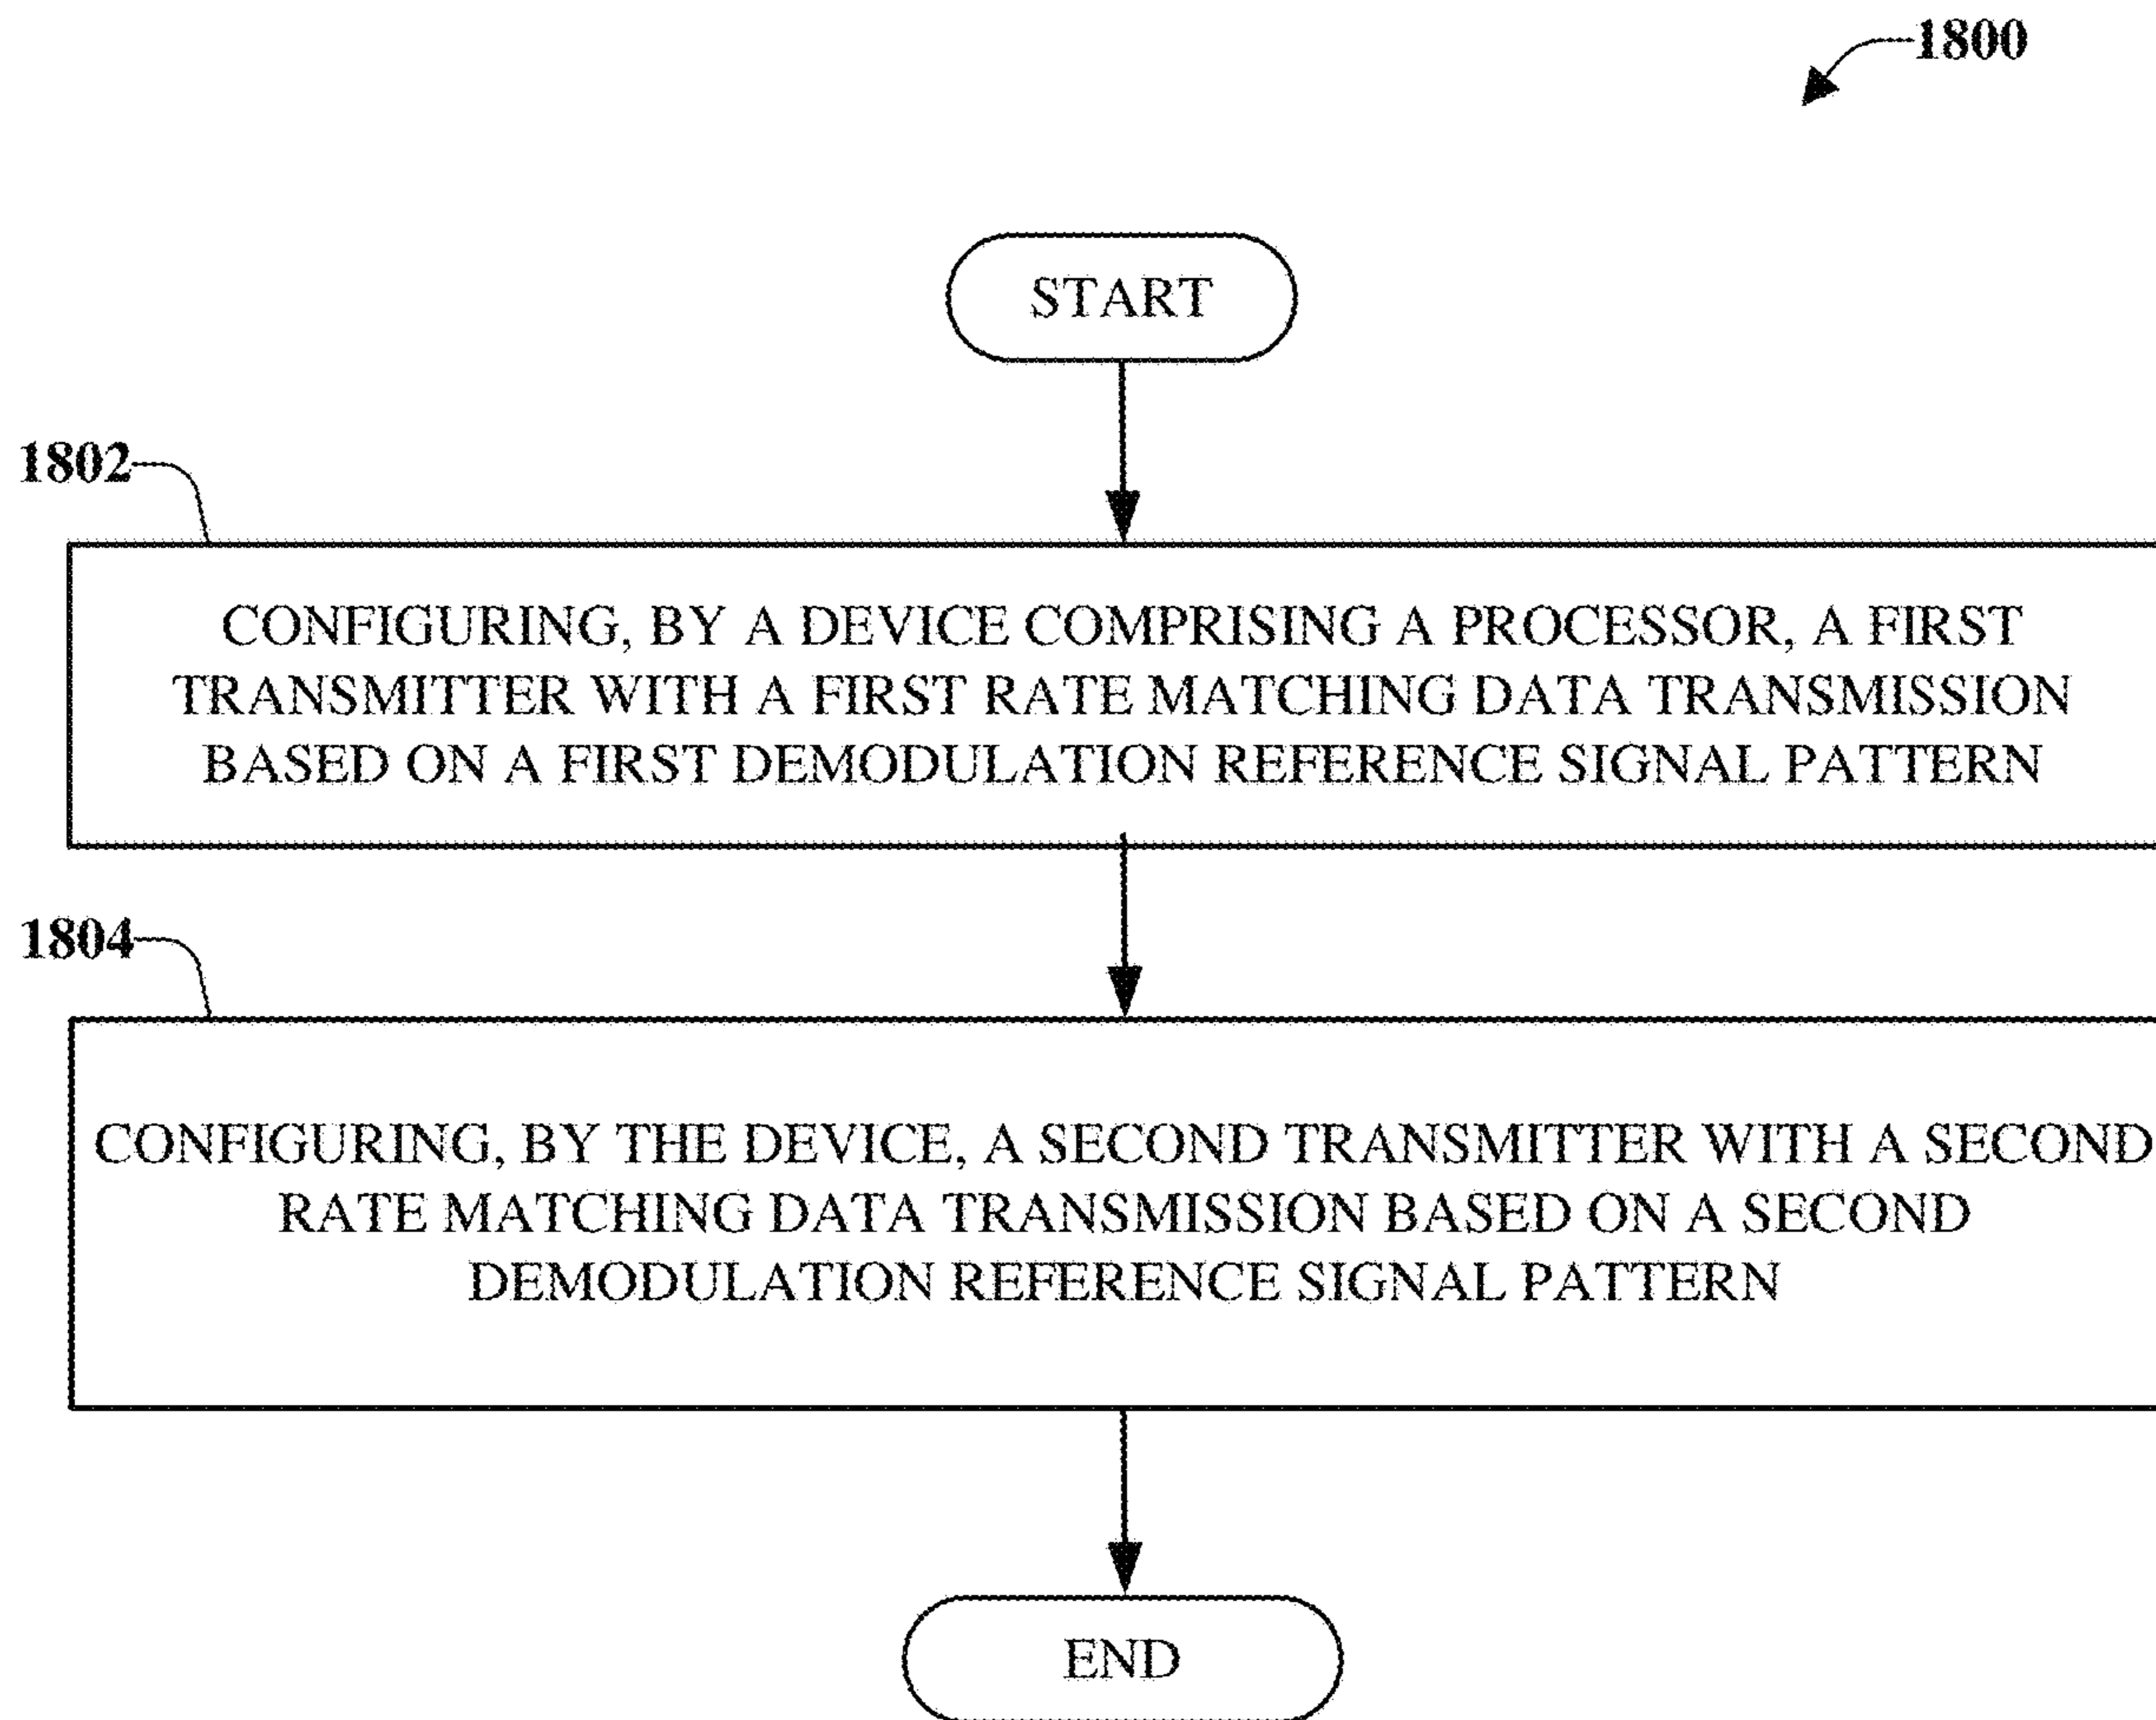 1800
START
1802
CONFIGURING, BY A DEVICE COMPRISING A PROCESSOR, A FIRST
TRANSMITTER WITH A FIRST RATE MATCHING DATA TRANSMISSION
BASED ON A FIRST DEMODULATION REFERENCE SIGNAL PATTERN
1804
CONFIGURING, BY THE DEVICE, A SECOND TRANSMITTER WITH A SECOND
RATE MATCHING DATA TRANSMISSION BASED ON A SECOND
DEMODULATION REFERENCE SIGNAL PATTERN
END